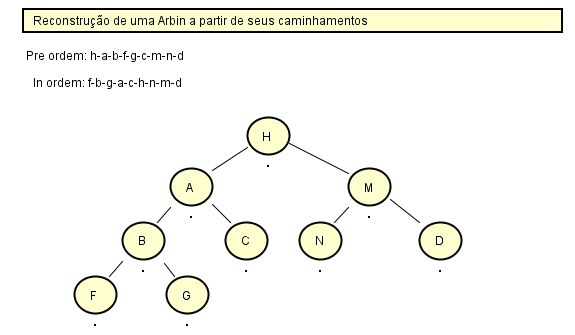 Reconstrução de uma Arbin a partir de seus caminhamentos
Pre ordem: h-a-b-f-g-c-m-n-d
In ordem: f-b-g-a-c-h-n-m-d
H
A
M
B
C
N
D
F
G